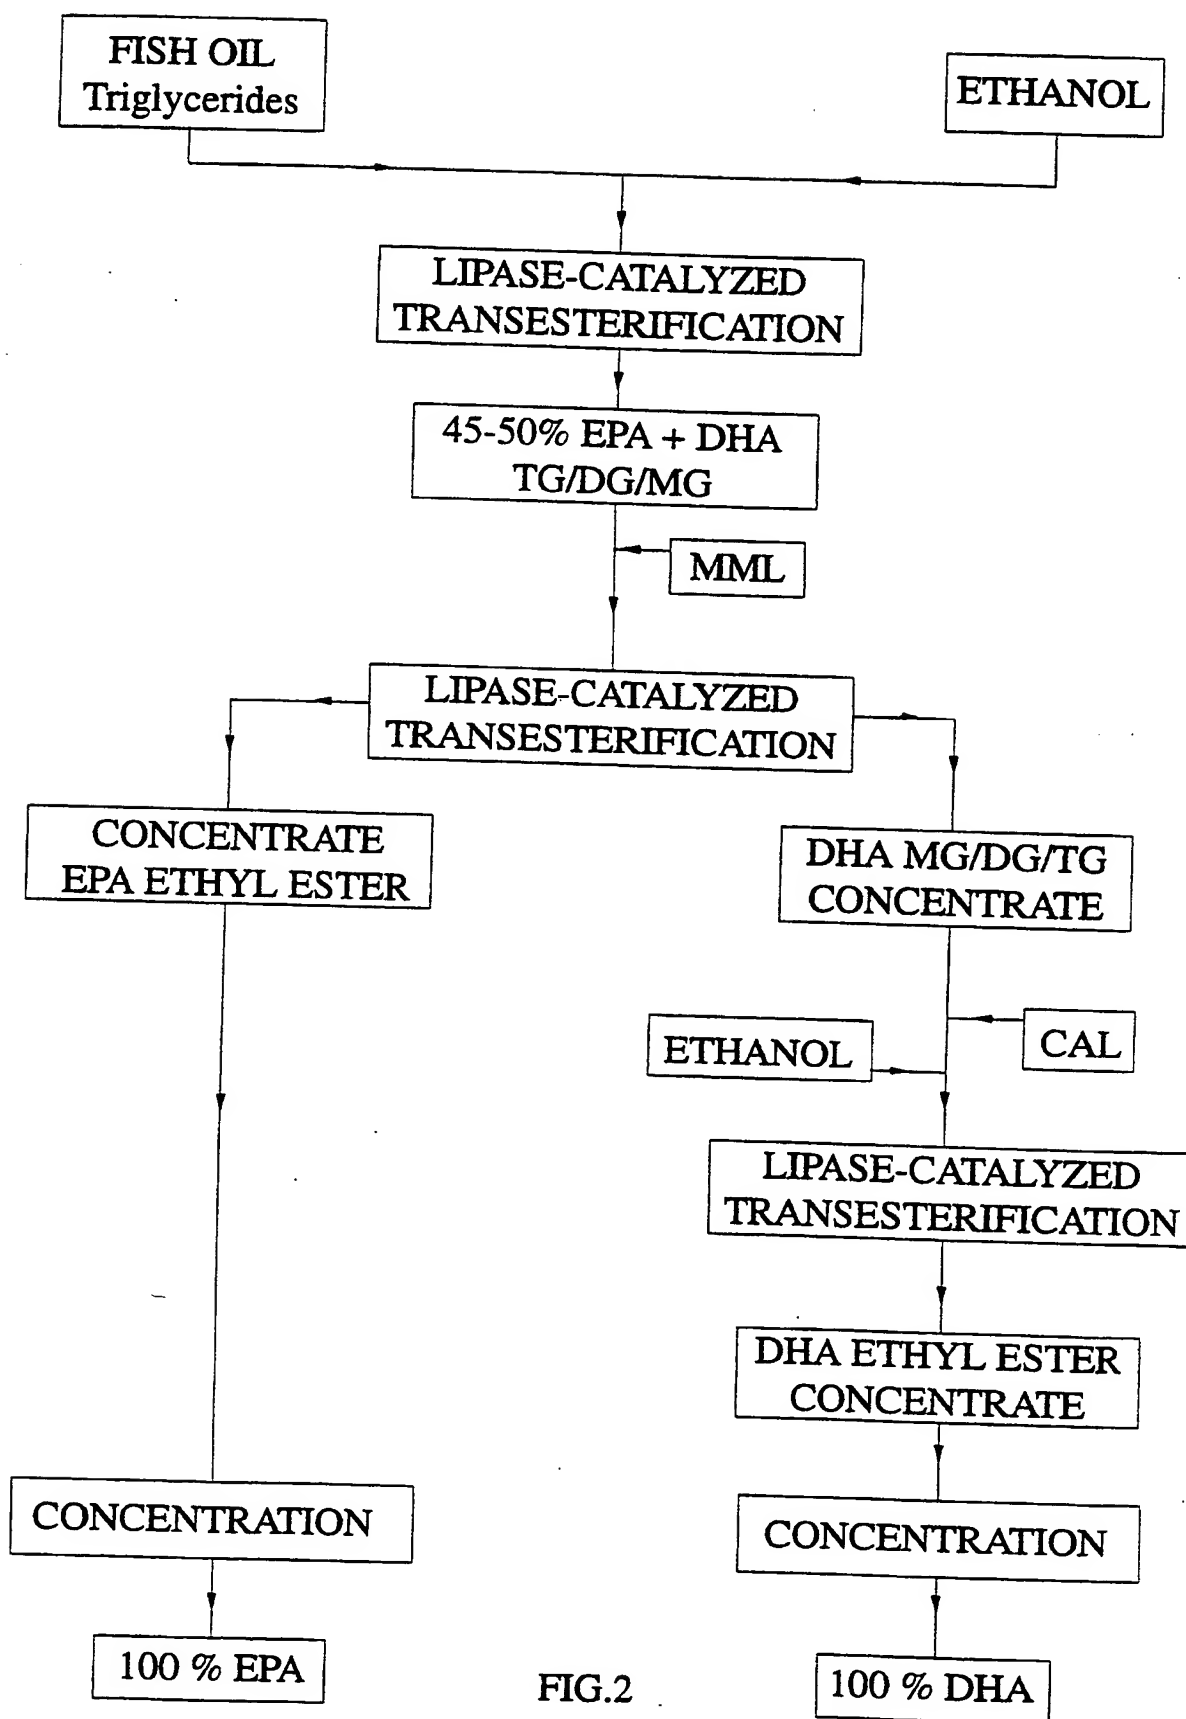 FISH OIL
Triglycerides
ETHANOL
LIPASE-CATALYZED
TRANSESTERIFICATION
45-50% EPA + DHA
TG/DG/MG
MML
LIPASE-CATALYZED
TRANSESTERIFICATION
CONCENTRATE
EPA ETHYL ESTER
DHA MG/DG/TG
CONCENTRATE
ETHANOL
CAL
LIPASE-CATALYZED
TRANSESTERIFICATION
DHA ETHYL ESTER
CONCENTRATE
CONCENTRATION
CONCENTRATION
100 % EPA
100 % DHA
FIG.2